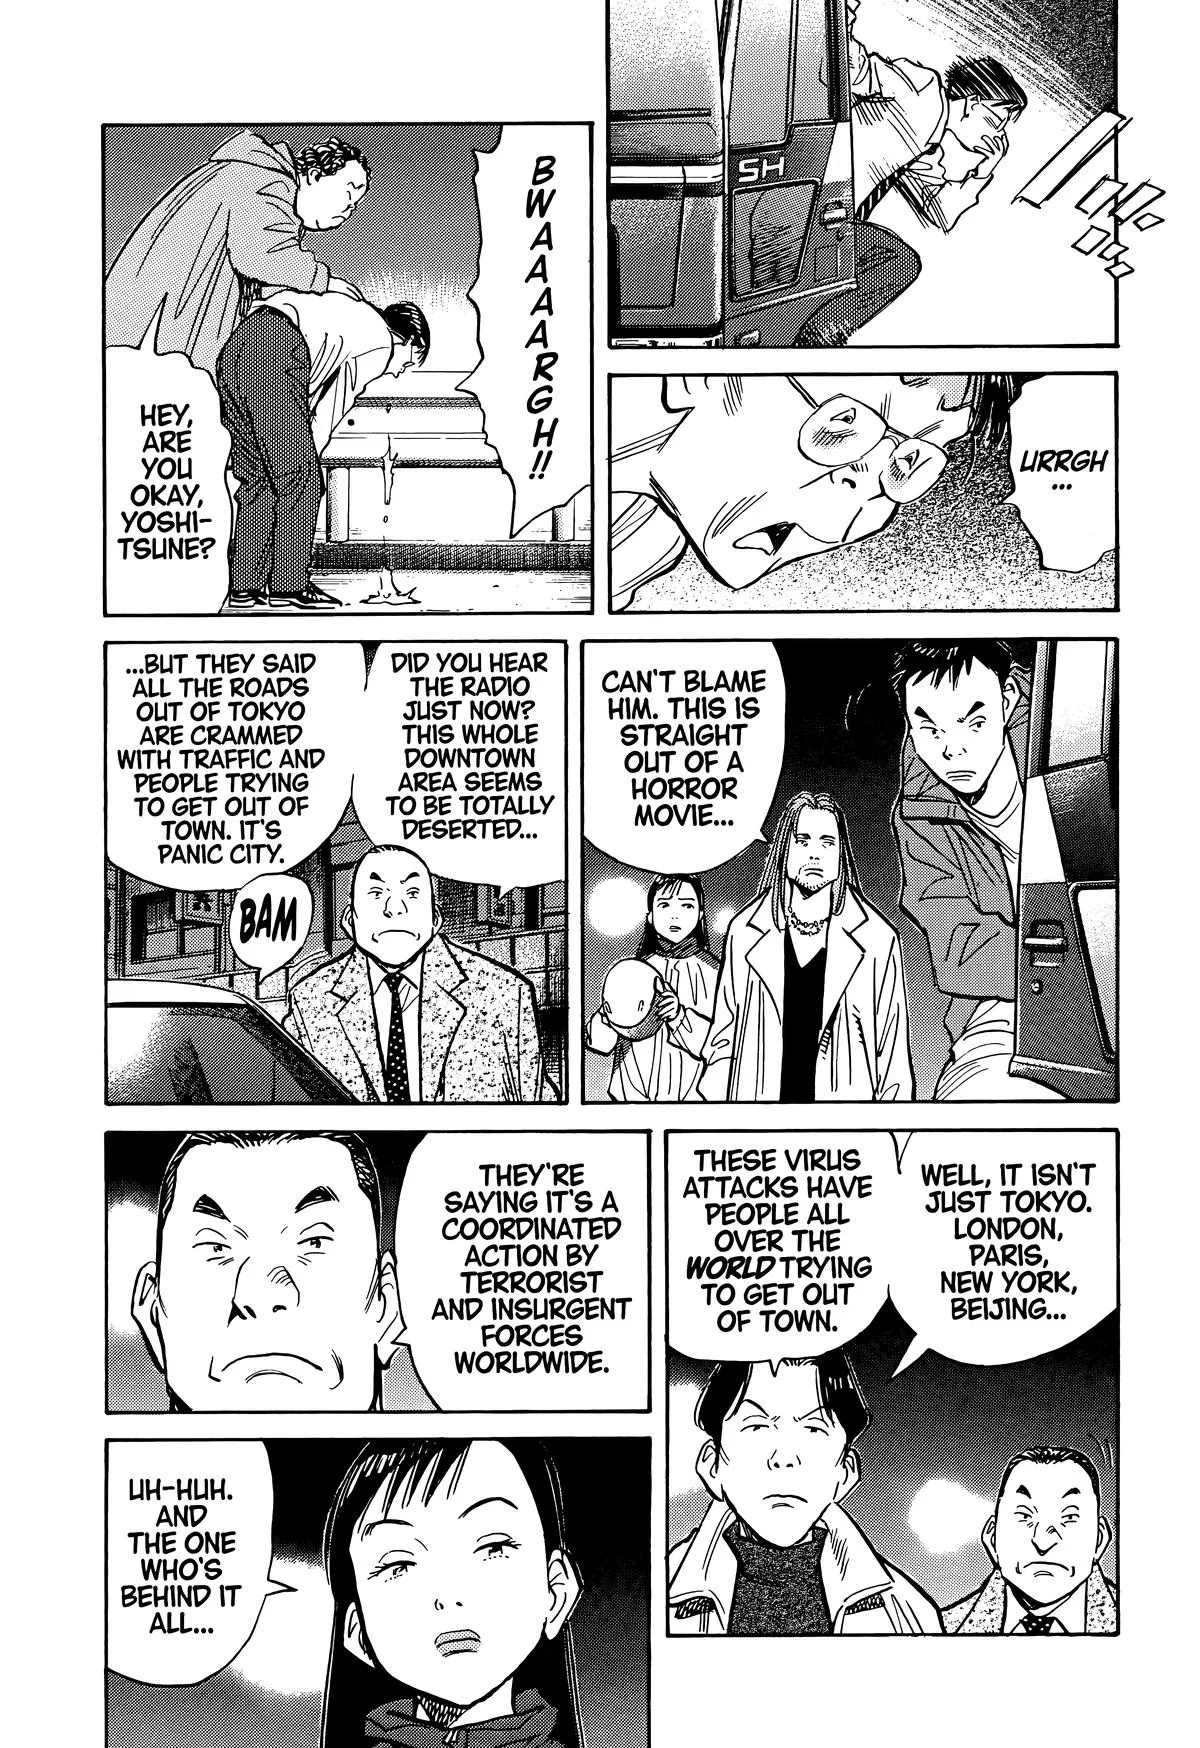 SH
URRGH
...
BWAAAARGH!!
HEY,
ARE
YOU
OKAY,
YOSHI-
TSUNE?
CAN'T BLAME
HIM. THIS IS
STRAIGHT
OUT OF A
HORROR
MOVIE...
DID YOU HEAR
THE RADIO
JUST NOW?
THIS WHOLE
DOWNTOWN
AREA SEEMS
TO BE TOTALLY
DESERTED...
...BUT THEY SAID
ALL THE ROADS
OUT OF TOKYO
ARE CRAMMED
WITH TRAFFIC AND
PEOPLE TRYING
TO GET OUT OF
TOWN. IT'S
PANIC CITY.
BAM
WELL, IT ISN'T
JUST TOKYO.
LONDON,
PARIS,
NEW YORK,
BEIJING...
THESE VIRUS
ATTACKS HAVE
PEOPLE ALL
OVER THE
WORLD TRYING
TO GET OUT
OF TOWN.
THEY'RE
SAYING IT'S A
COORDINATED
ACTION BY
TERRORIST
AND INSURGENT
FORCES
WORLDWIDE.
UH-HUH.
AND
THE ONE
WHO'S
BEHIND IT
ALL...